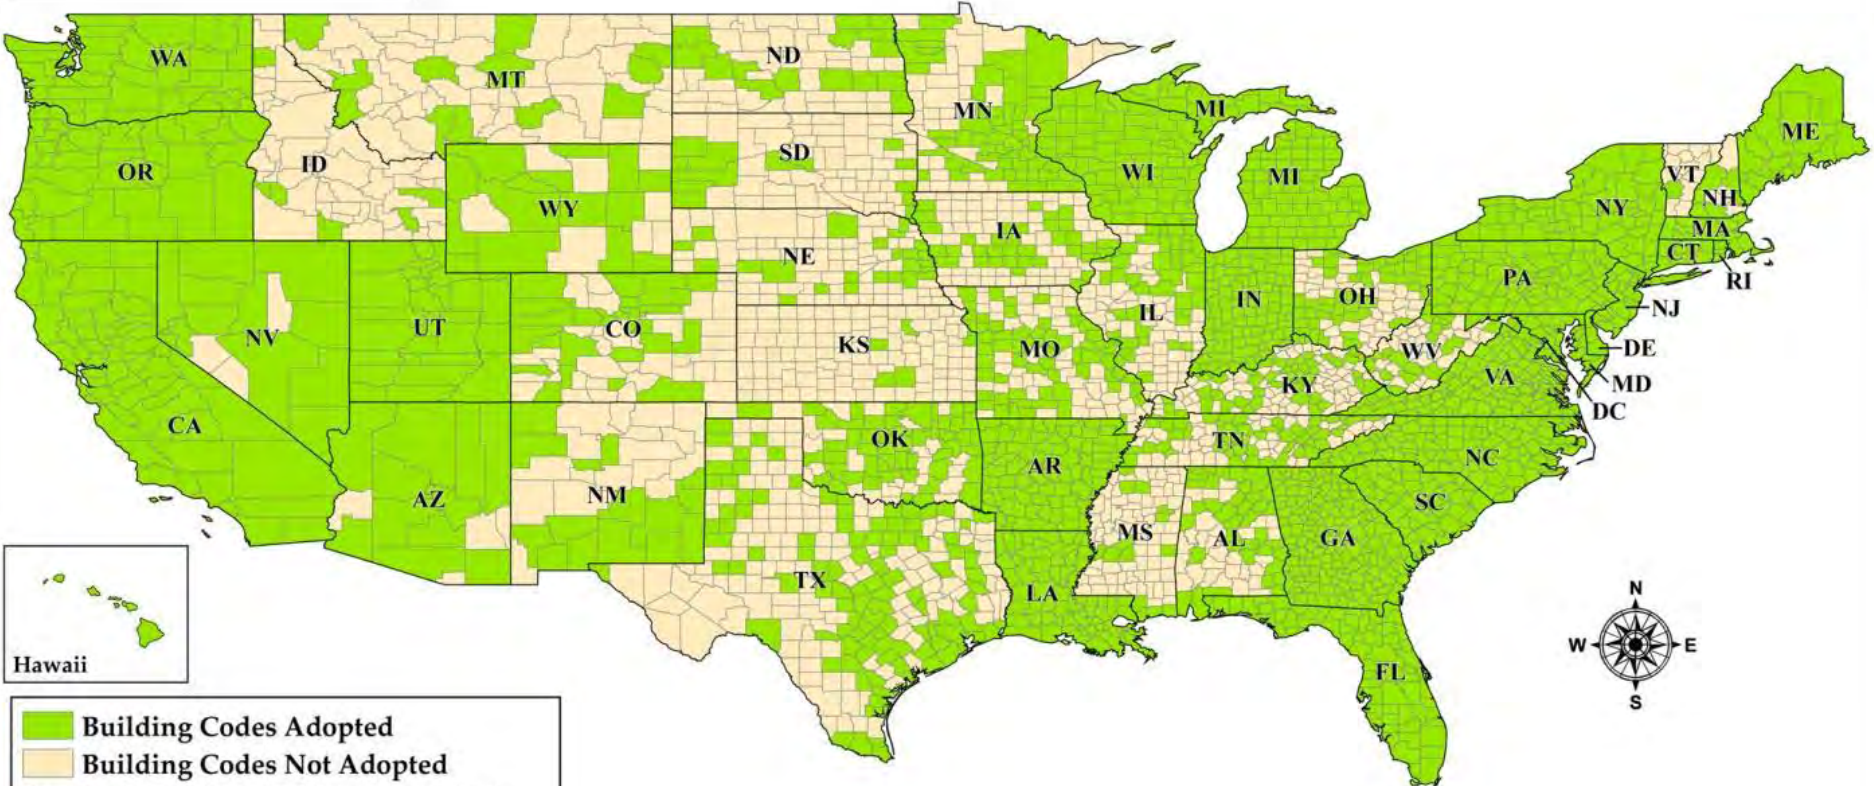 WA
MT
ND
MN
MI
ME
OR
ID
SD
WI
MI
VT
NH
NY
WY
IA
MA
NE
CT
RI
PA
NV
UT
CO
KS
MO
IL
IN
OH
NJ
WV
DE
KY
VA
MD
DC
CA
OK
TN
AR
NC
AZ
NM
SC
MS
AL
GA
TX
LA
FL
N
W
E
S
Hawaii
Building Codes Adopted
Building Codes Not Adopted